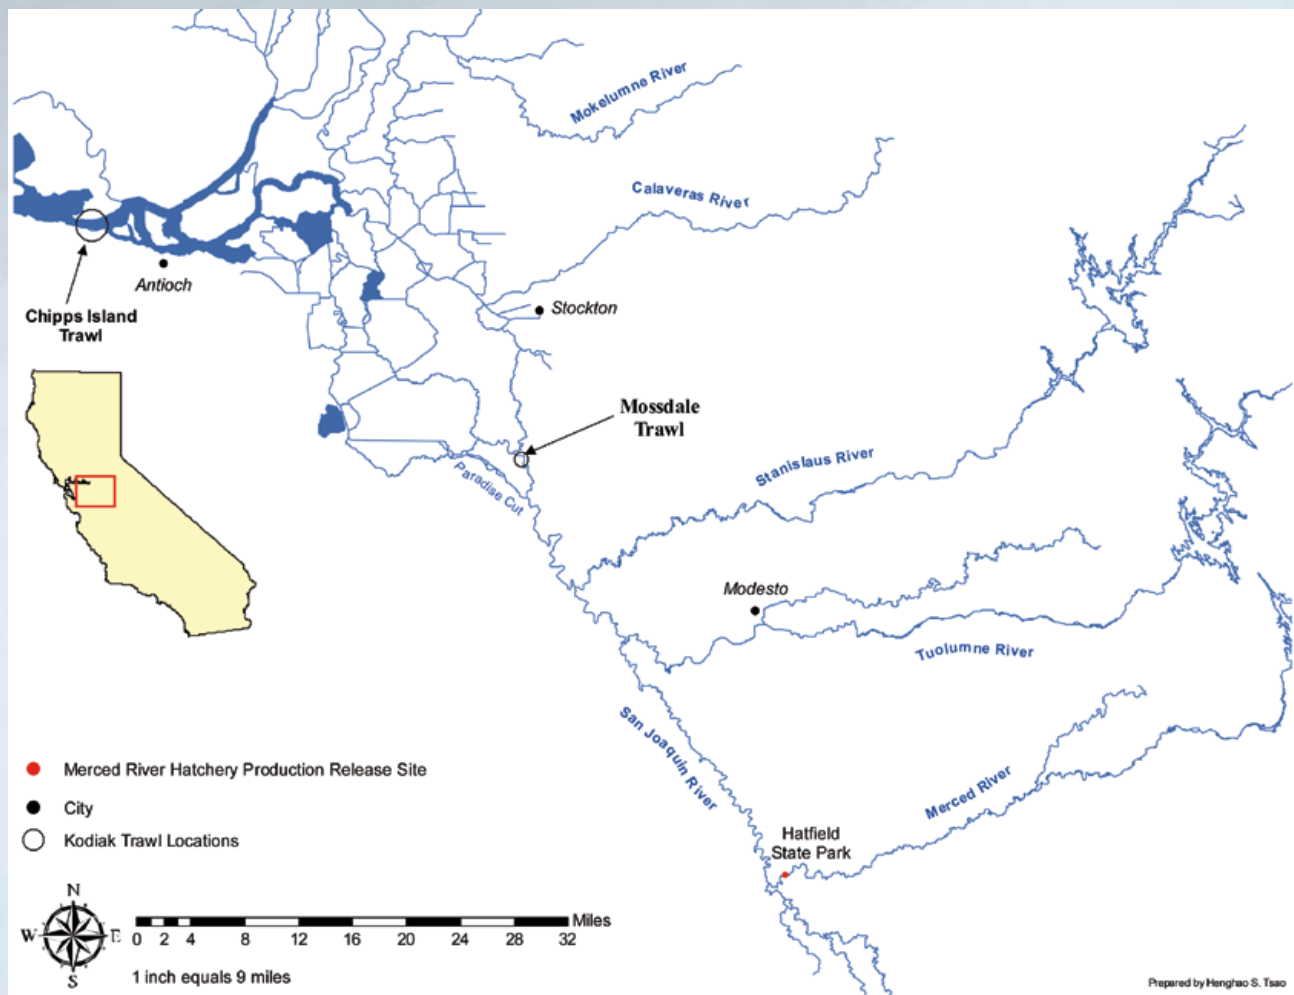 Mokelumne River
Calaveras River
Antioch
Stockton
Chipps Island
Trawl
Mossdale
Trawl
Stanislaus River
Paradise Cut
Modesto
Tuolumne River
San Joaquin River
Merced River
Hatfield
State Park
Merced River Hatchery Production Release Site
City
Kodiak Trawl Locations
N
W E
S
Miles
0 2 4 8 12 16 20 24 28 32
1 inch equals 9 miles
Prepared by Henghao S. Tsao